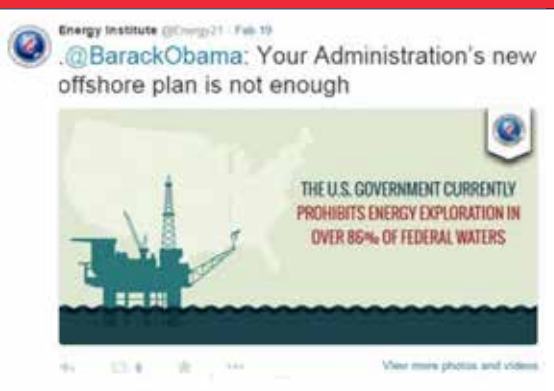 Energy Institute @Energy21 · Feb 19
.@BarackObama: Your Administration's new
offshore plan is not enough
THE U.S. GOVERNMENT CURRENTLY
PROHIBITS ENERGY EXPLORATION IN
OVER 86% OF FEDERAL WATERS
View more photos and videos